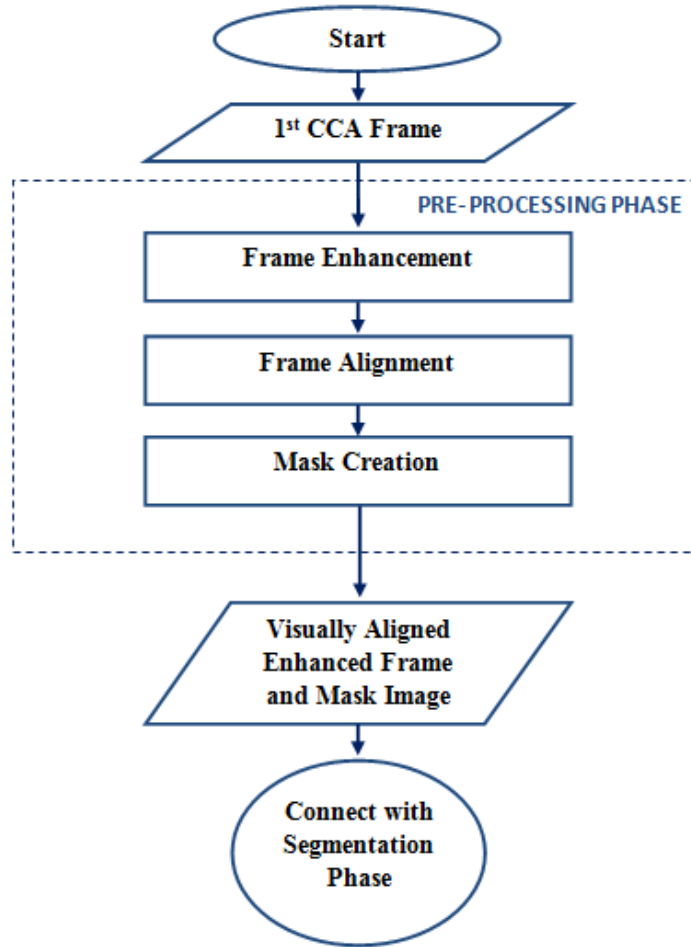 Start
1st CCA Frame
PRE- PROCESSING PHASE
Frame Enhancement
Frame Alignment
Mask Creation
Visually Aligned
Enhanced Frame
and Mask Image
Connect with
Segmentation
Phase